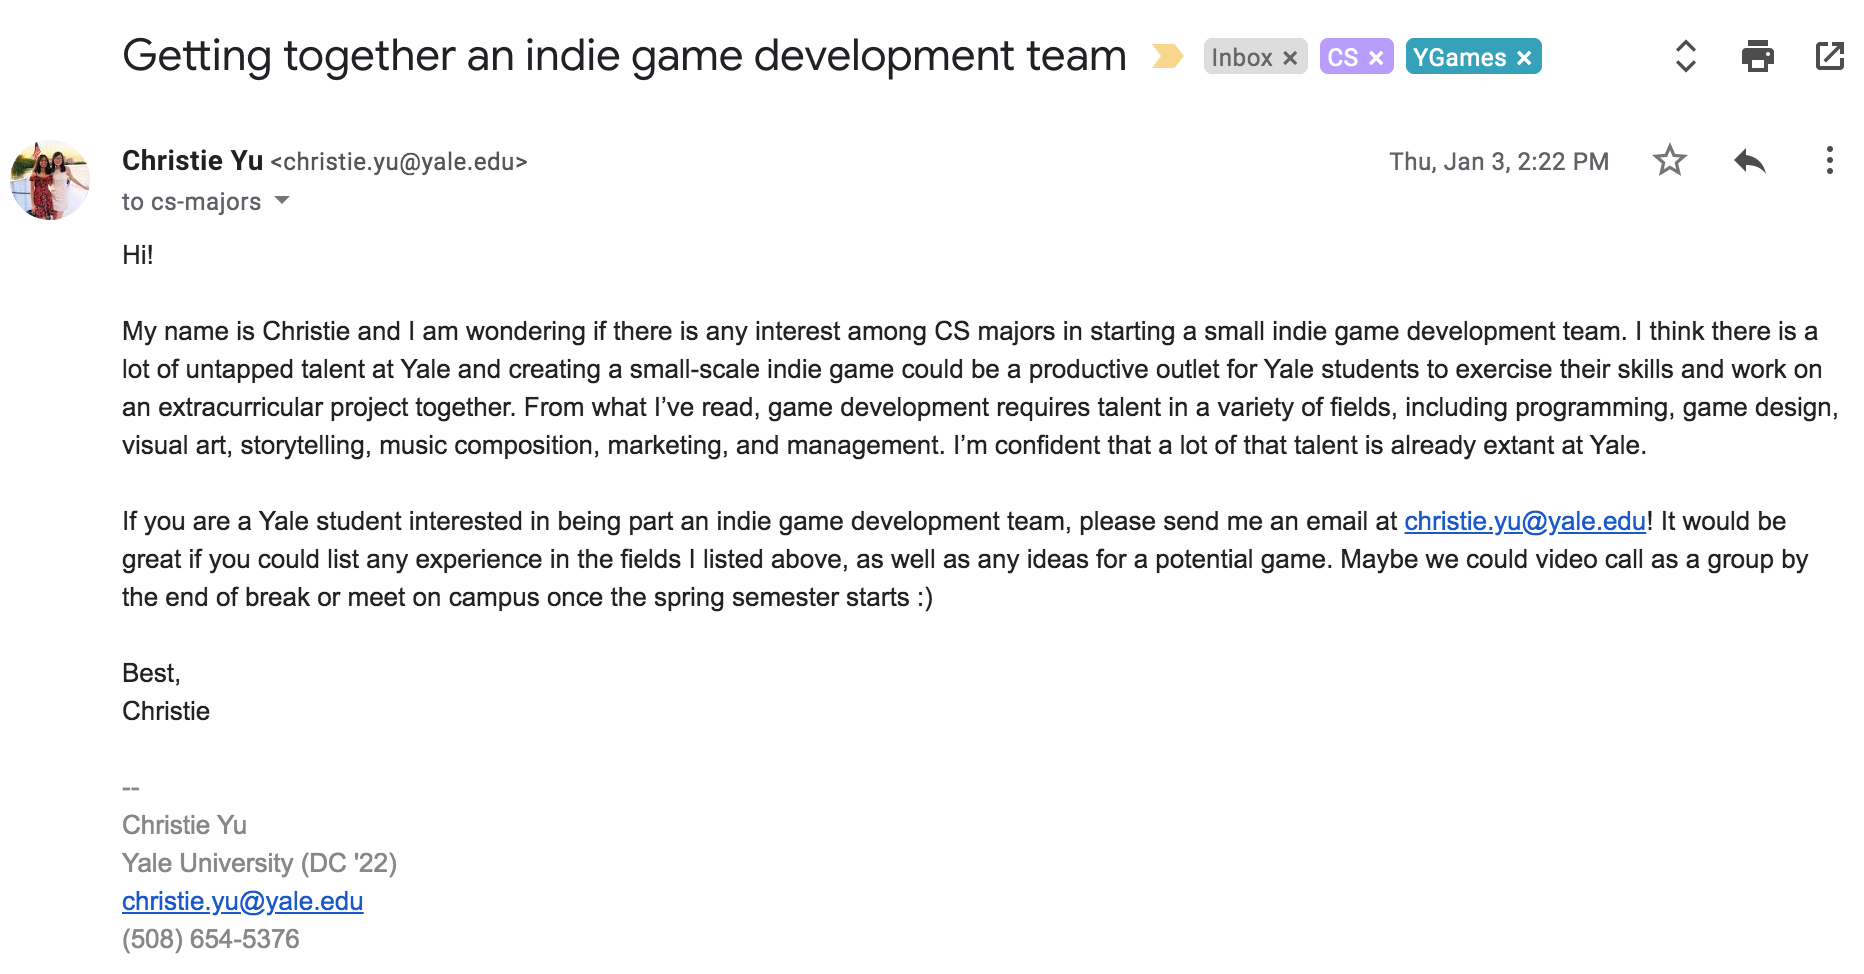 Getting together an indie game development team Inbox × CS × YGames ×
Christie Yu <christie.yu@yale.edu> Thu, Jan 3, 2:22 PM
to cs-majors
Hi!
My name is Christie and I am wondering if there is any interest among CS majors in starting a small indie game development team. I think there is a
lot of untapped talent at Yale and creating a small-scale indie game could be a productive outlet for Yale students to exercise their skills and work on
an extracurricular project together. From what I’ve read, game development requires talent in a variety of fields, including programming, game design,
visual art, storytelling, music composition, marketing, and management. I’m confident that a lot of that talent is already extant at Yale.
If you are a Yale student interested in being part an indie game development team, please send me an email at christie.yu@yale.edu! It would be
great if you could list any experience in the fields I listed above, as well as any ideas for a potential game. Maybe we could video call as a group by
the end of break or meet on campus once the spring semester starts :)
Best,
Christie
--
Christie Yu
Yale University (DC '22)
christie.yu@yale.edu
(508) 654-5376